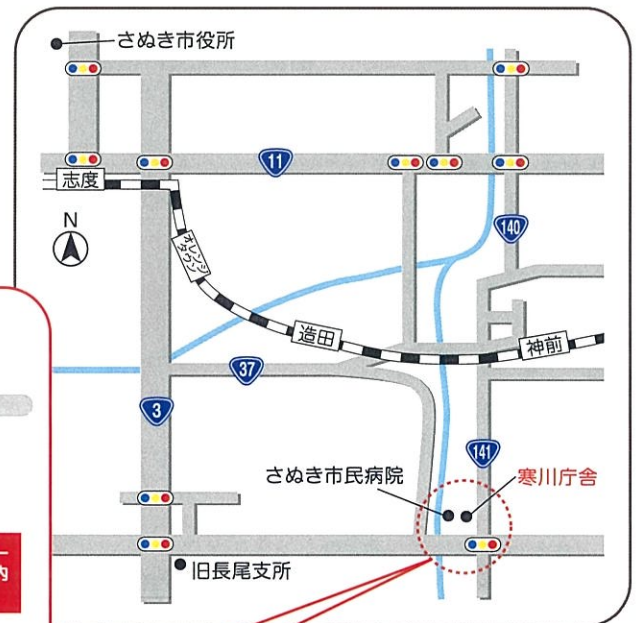 さぬき市役所
11
志度
N
140
オレンジ
タウン
造田
神前
37
3
141
さぬき市民病院
寒川庁舎
内
旧長尾支所